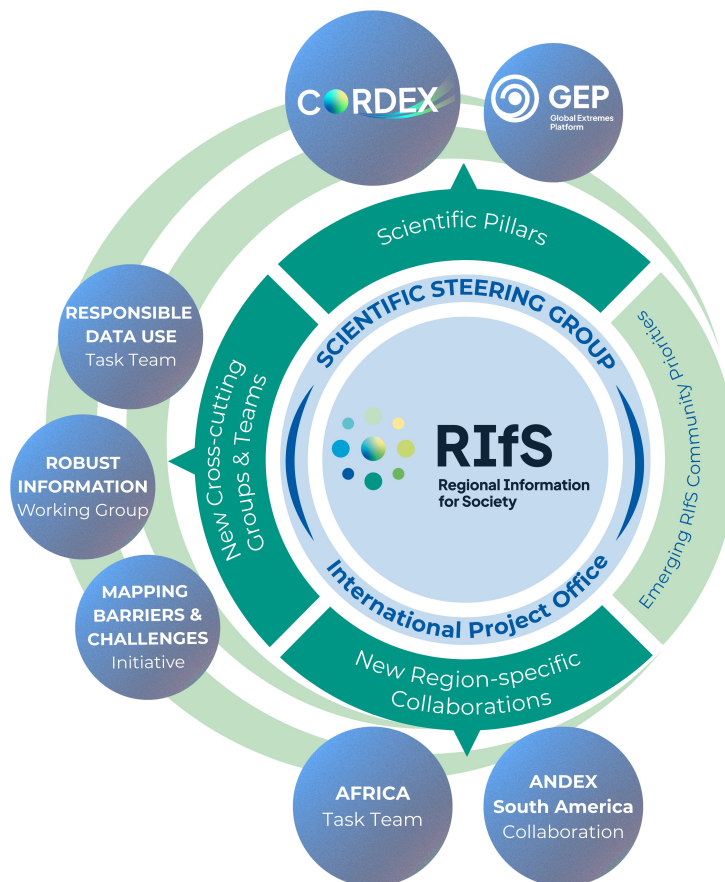 CORDEX
GEP
Global Extremes
Platform
Scientific Pillars
SCIENTIFIC STEERING GROUP
RESPONSIBLE
DATA USE
Task Team
New Cross-cutting
Groups & Teams
Emerging RIfS Community Priorities
RIfS
Regional Information
for Society
ROBUST
INFORMATION
Working Group
International Project Office
MAPPING
BARRIERS &
CHALLENGES
Initiative
New Region-specific
Collaborations
AFRICA
Task Team
ANDEX
South America
Collaboration